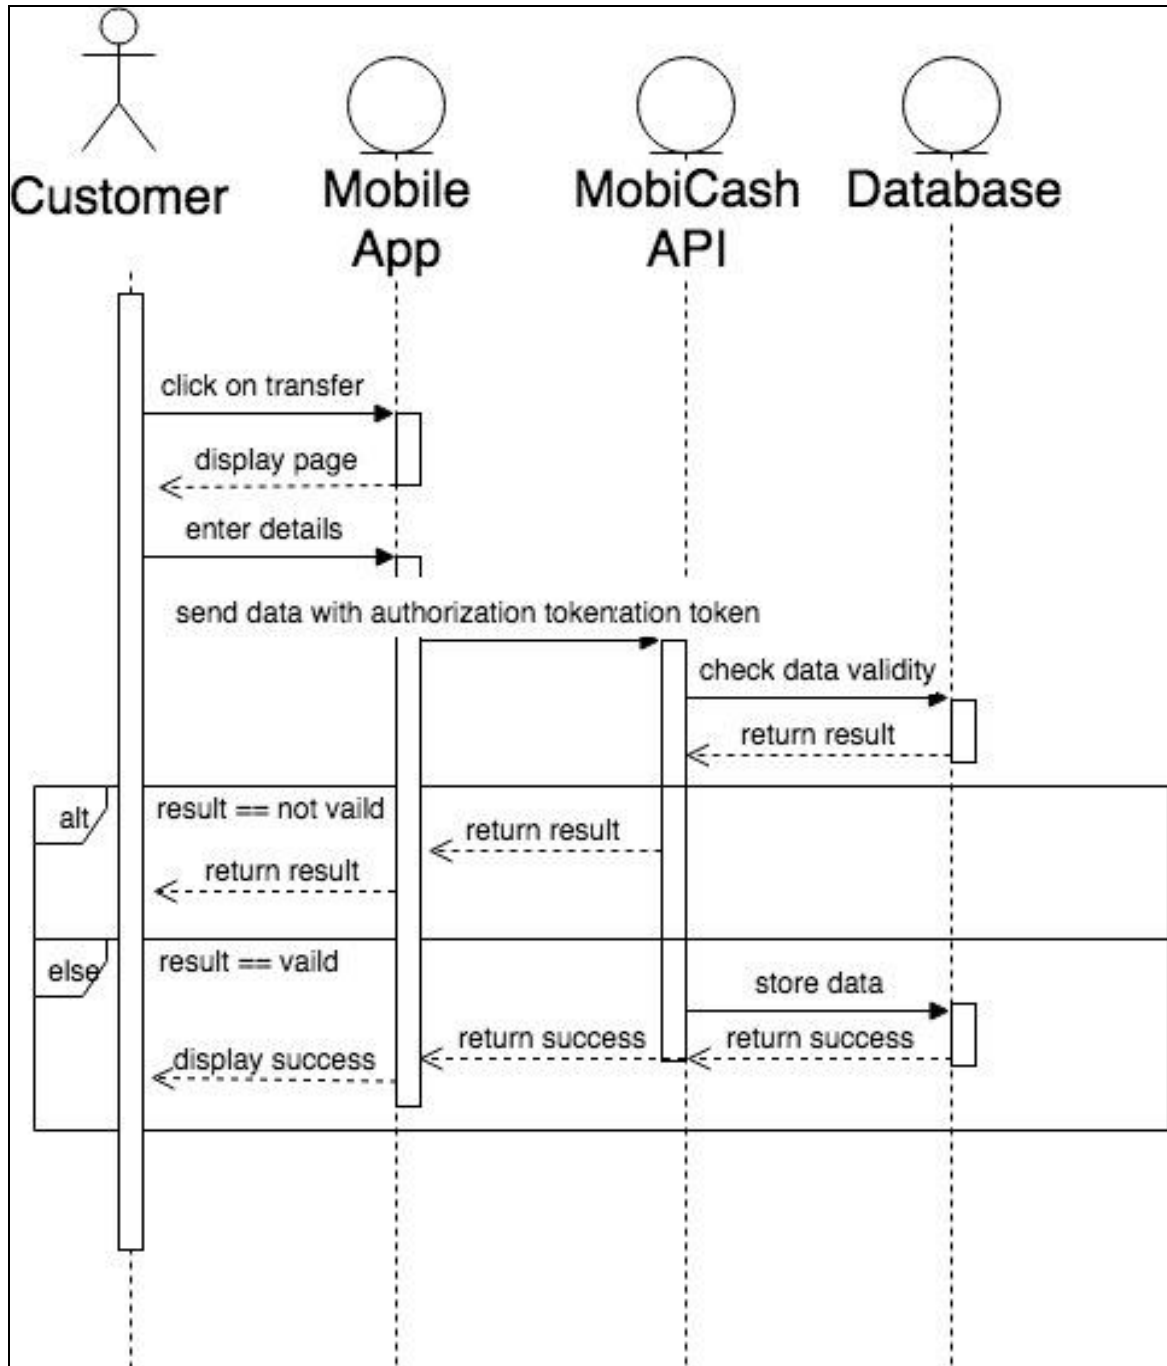 Customer
Mobile
App
MobiCash
API
Database
click on transfer
display page
enter details
send data with authorization token:ation token
check data validity
return result
alt
result == not vaild
return result
return result
else
result == vaild
store data
return success
return success
display success